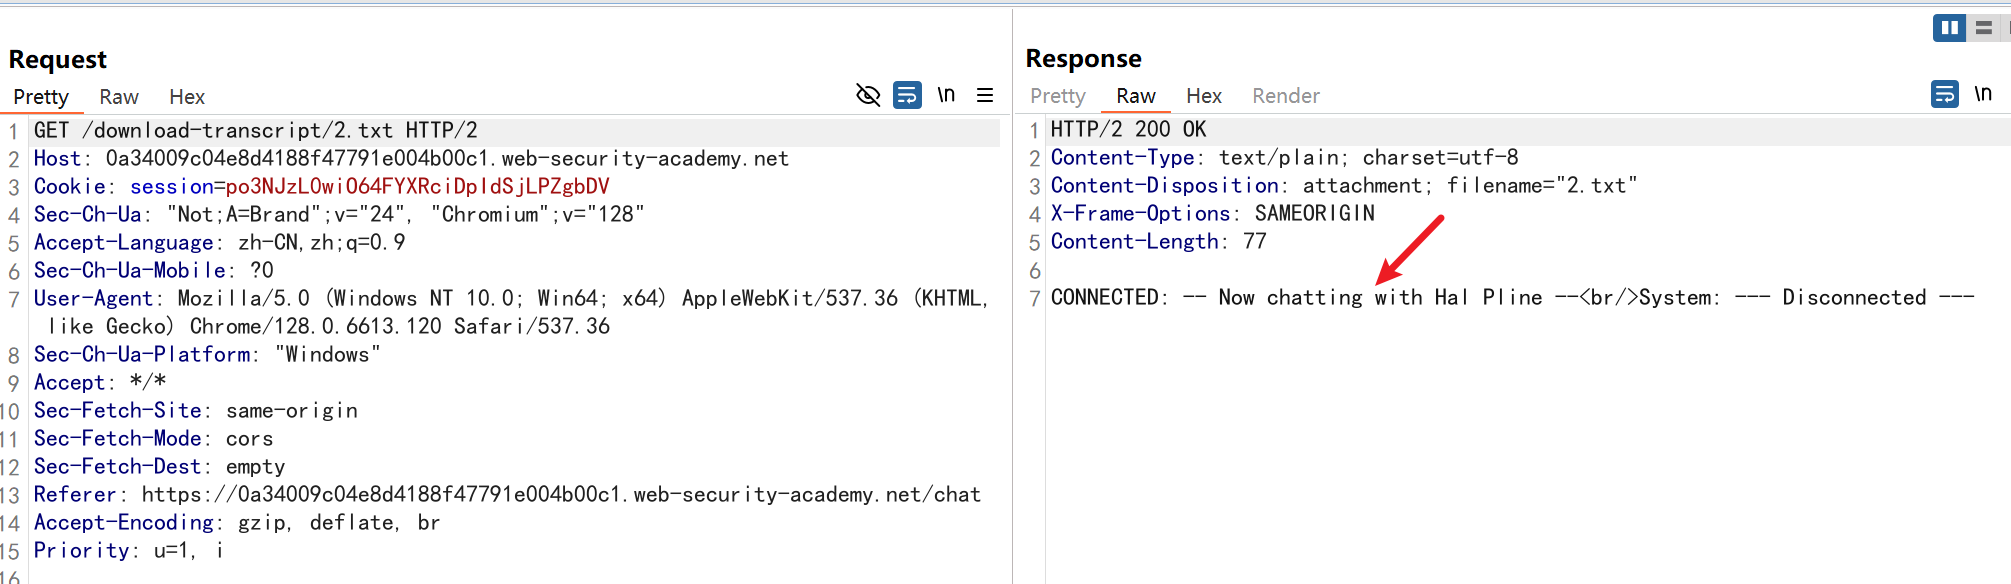 Request
Pretty Raw Hex
\n
1 GET /download-transcript/2.txt HTTP/2
2 Host: 0a34009c04e8d4188f47791e004b00c1.web-security-academy.net
3 Cookie: session=po3NJzLOwiO64FYXRciDpIdSjLPZgbDV
4 Sec-Ch-Ua: "Not;A=Brand";v="24", "Chromium";v="128"
5 Accept-Language: zh-CN,zh;q=0.9
6 Sec-Ch-Ua-Mobile: ?0
7 User-Agent: Mozilla/5.0 (Windows NT 10.0; Win64; x64) AppleWebKit/537.36 (KHTML,
like Gecko) Chrome/128.0.6613.120 Safari/537.36
8 Sec-Ch-Ua-Platform: "Windows"
9 Accept: */*
10 Sec-Fetch-Site: same-origin
11 Sec-Fetch-Mode: cors
12 Sec-Fetch-Dest: empty
13 Referer: https://0a34009c04e8d4188f47791e004b00c1.web-security-academy.net/chat
14 Accept-Encoding: gzip, deflate, br
15 Priority: u=1, i
16
Response
Pretty Raw Hex Render
\n
1 HTTP/2 200 OK
2 Content-Type: text/plain; charset=utf-8
3 Content-Disposition: attachment; filename="2.txt"
4 X-Frame-Options: SAMEORIGIN
5 Content-Length: 77
6
7 CONNECTED: -- Now chatting with Hal Pline --<br/>System: --- Disconnected ---